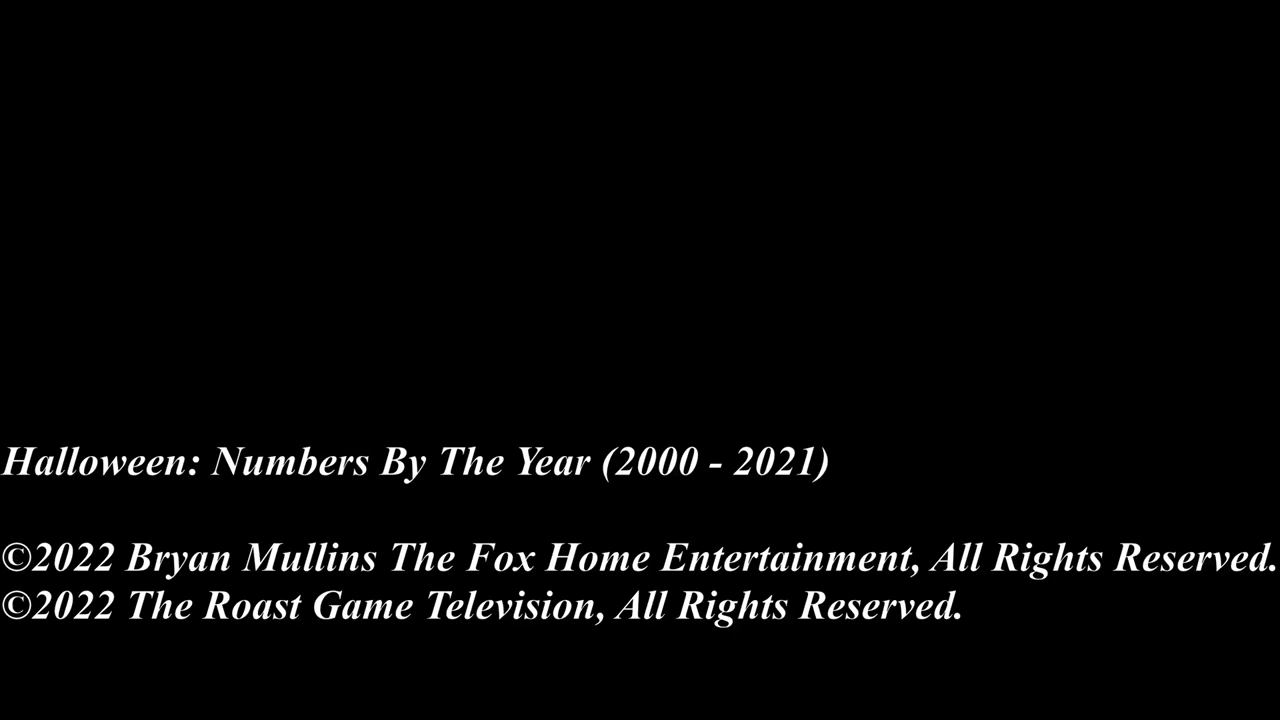 Halloween: Numbers By The Year (2000 - 2021)
©2022 Bryan Mullins The Fox Home Entertainment, All Rights Reserved.
©2022 The Roast Game Television, All Rights Reserved.